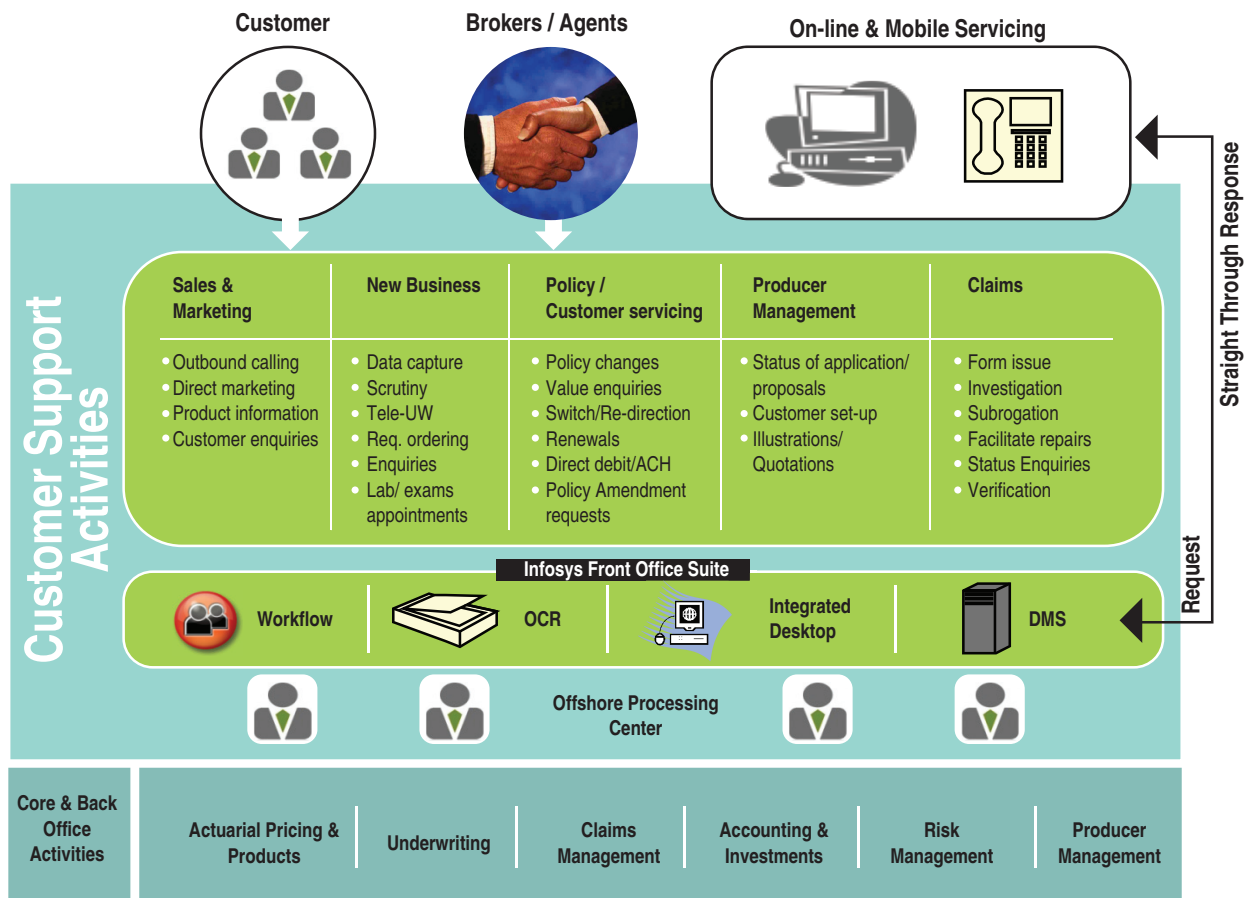 Customer
Brokers / Agents
On-line & Mobile Servicing
Straight Through Response
Request
Customer Support
Activities
Sales &
Marketing
• Outbound calling
• Direct marketing
• Product information
• Customer enquiries
New Business
• Data capture
• Scrutiny
• Tele-UW
• Req. ordering
• Enquiries
• Lab/ exams
appointments
Policy /
Customer servicing
• Policy changes
• Value enquiries
• Switch/Re-direction
• Renewals
• Direct debit/ACH
• Policy Amendment
requests
Producer
Management
• Status of application/
proposals
• Customer set-up
• Illustrations/
Quotations
Claims
• Form issue
• Investigation
• Subrogation
• Facilitate repairs
• Status Enquiries
• Verification
Infosys Front Office Suite
Workflow
OCR
Integrated
Desktop
DMS
Offshore Processing
Center
Core & Back
Office
Activities
Actuarial Pricing &
Products
Underwriting
Claims
Management
Accounting &
Investments
Risk
Management
Producer
Management